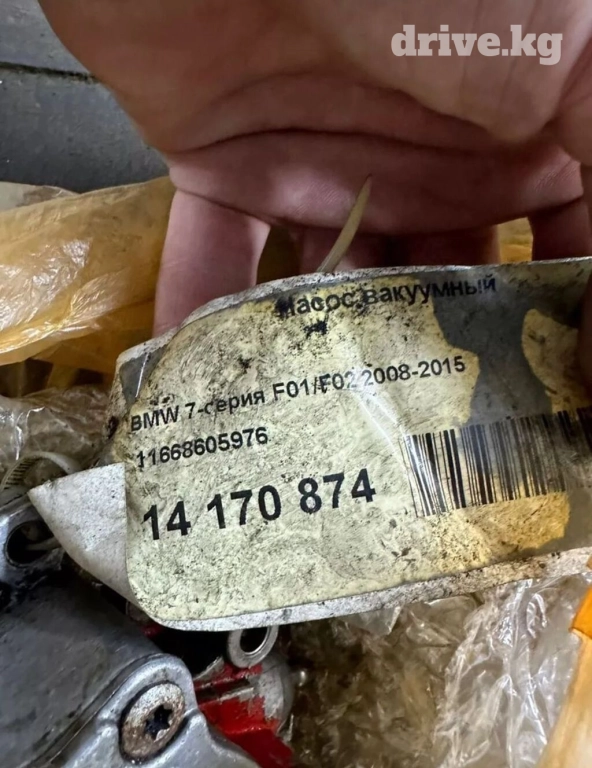 drive.kg
Насос вакуумный
BMW 7-серия F01/F02 2008-2015
11668605976
14 170 874